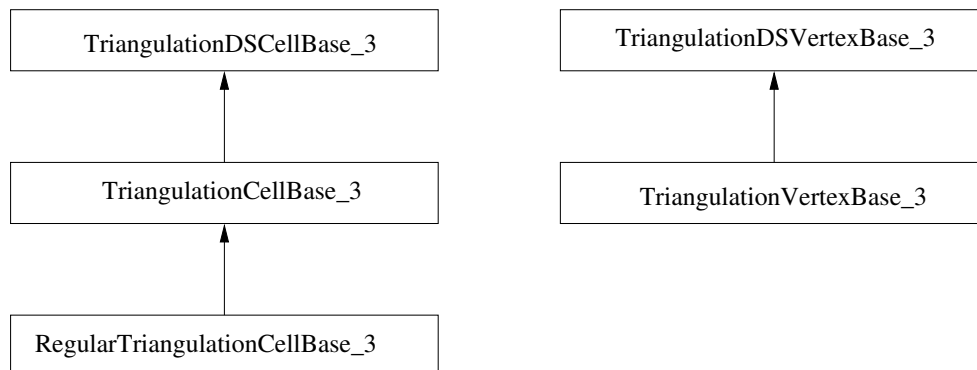 TriangulationDSCellBase_3
TriangulationDSVertexBase_3
TriangulationCellBase_3
TriangulationVertexBase_3
RegularTriangulationCellBase_3